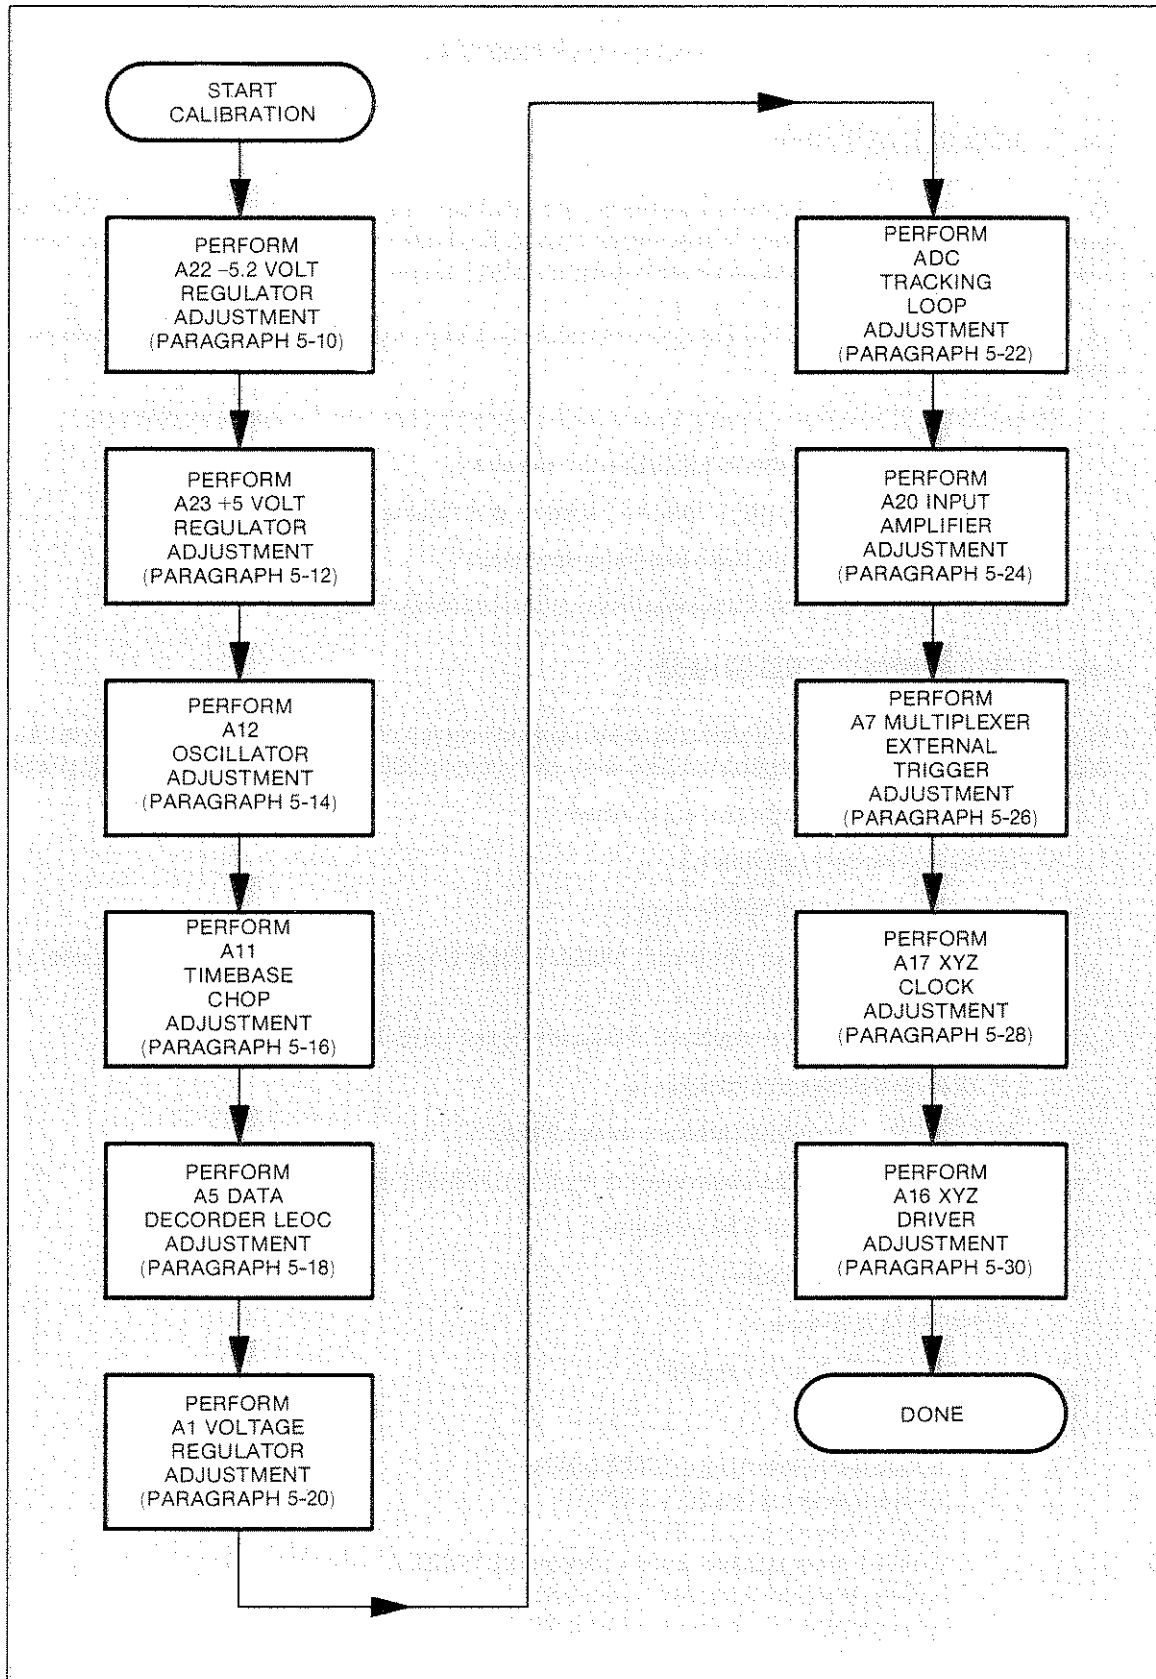 START
CALIBRATION
PERFORM
A22 –5.2 VOLT
REGULATOR
ADJUSTMENT
(PARAGRAPH 5-10)
PERFORM
A23 +5 VOLT
REGULATOR
ADJUSTMENT
(PARAGRAPH 5-12)
PERFORM
A12
OSCILLATOR
ADJUSTMENT
(PARAGRAPH 5-14)
PERFORM
A11
TIMEBASE
CHOP
ADJUSTMENT
(PARAGRAPH 5-16)
PERFORM
A5 DATA
DECORDER LEOC
ADJUSTMENT
(PARAGRAPH 5-18)
PERFORM
A1 VOLTAGE
REGULATOR
ADJUSTMENT
(PARAGRAPH 5-20)
PERFORM
ADC
TRACKING
LOOP
ADJUSTMENT
(PARAGRAPH 5-22)
PERFORM
A20 INPUT
AMPLIFIER
ADJUSTMENT
(PARAGRAPH 5-24)
PERFORM
A7 MULTIPLEXER
EXTERNAL
TRIGGER
ADJUSTMENT
(PARAGRAPH 5-26)
PERFORM
A17 XYZ
CLOCK
ADJUSTMENT
(PARAGRAPH 5-28)
PERFORM
A16 XYZ
DRIVER
ADJUSTMENT
(PARAGRAPH 5-30)
DONE